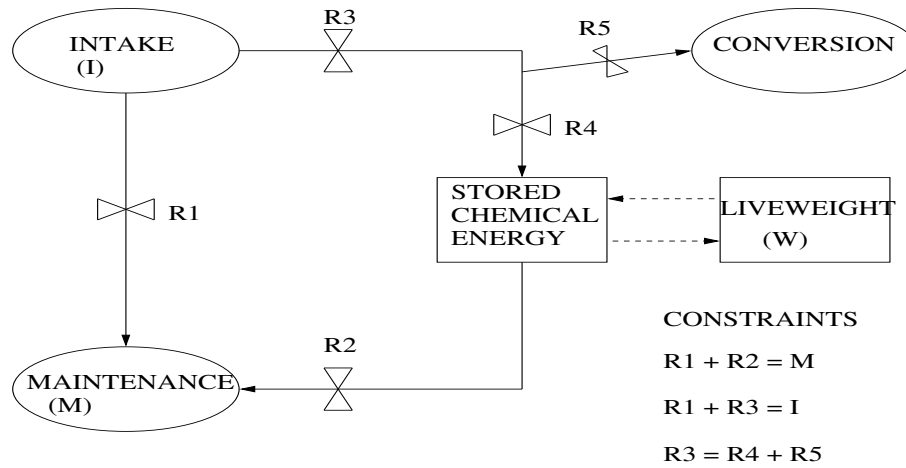 R3
R5
INTAKE
(I)
CONVERSION
R4
R1
STORED
CHEMICAL
ENERGY
LIVEWEIGHT
(W)
CONSTRAINTS
R2
R1 + R2 = M
MAINTENANCE
(M)
R1 + R3 = I
R3 = R4 + R5